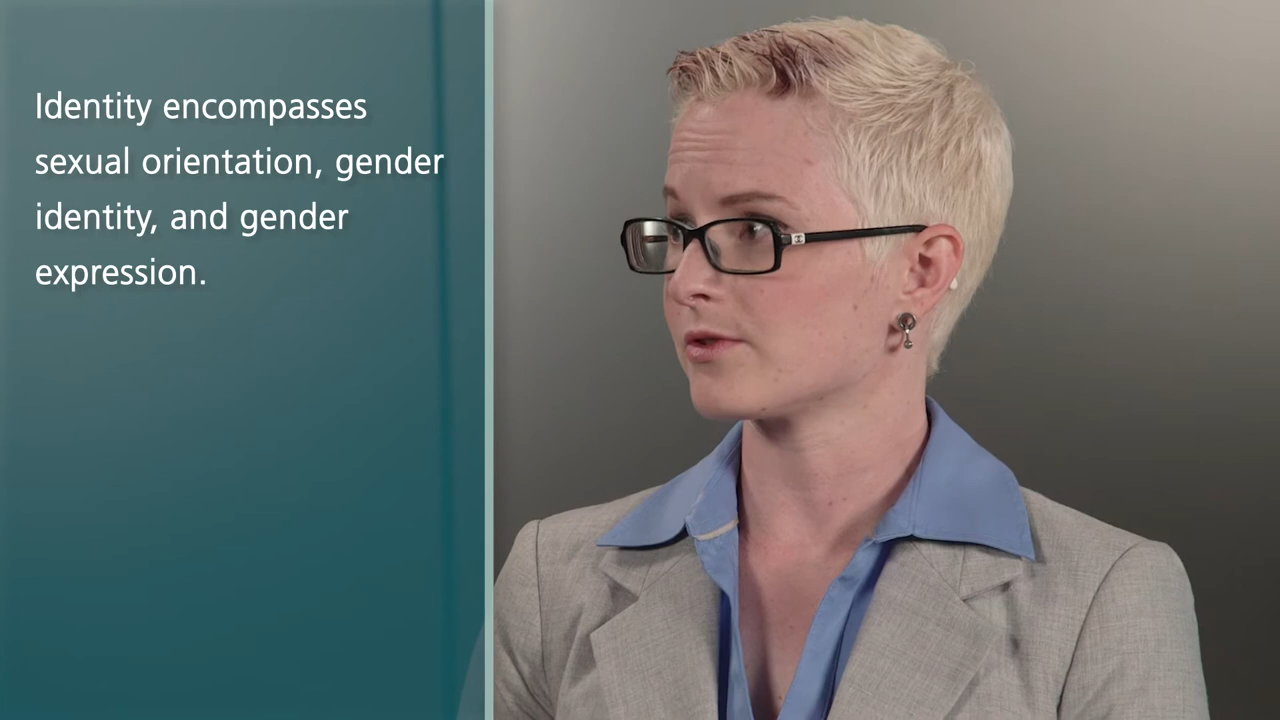 Identity encompasses
sexual orientation, gender
identity, and gender
expression.